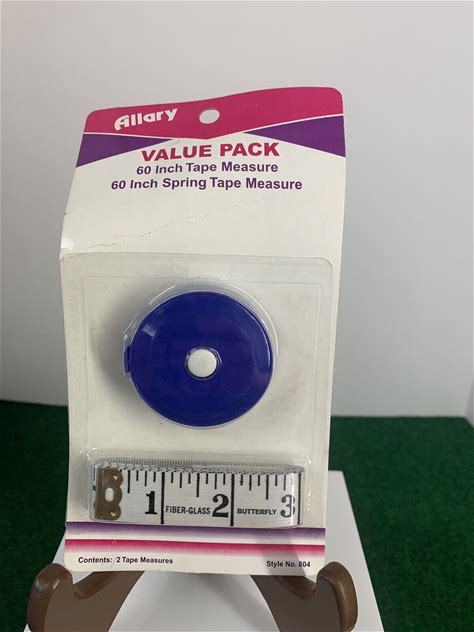 Allary
VALUE PACK
60 Inch Tape Measure
60 Inch Spring Tape Measure
1 FIBER-GLASS 2 BUTTERFLY 3
Contents: 2 Tape Measures
Style No. 804